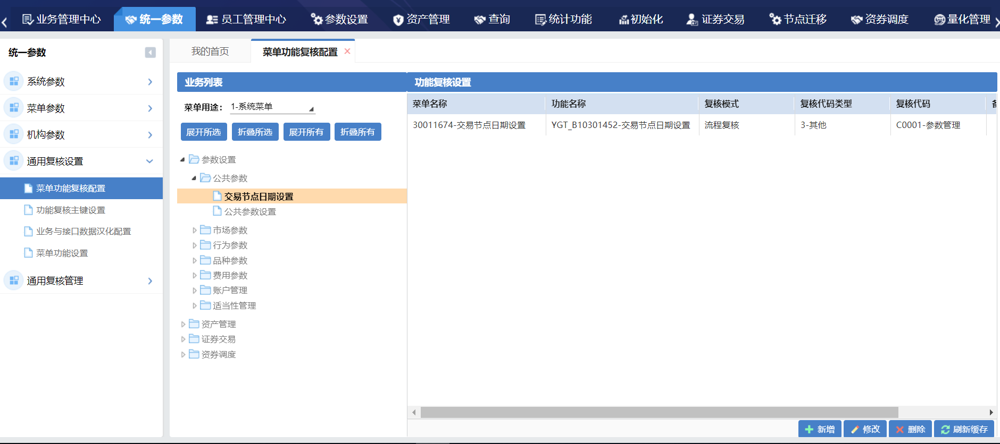 业务管理中心 统一参数 员工管理中心 参数设置 资产管理 查询 统计功能 初始化 证券交易 节点迁移 资券调度 量化管理
统一参数
系统参数
菜单参数
机构参数
通用复核设置
菜单功能复核配置
功能复核主键设置
业务与接口数据汉化配置
菜单功能设置
通用复核管理
我的首页 菜单功能复核配置
业务列表
菜单用途： 1-系统菜单
展开所选 折叠所选 展开所有 折叠所有
参数设置
公共参数
交易节点日期设置
公共参数设置
市场参数
行为参数
品种参数
费用参数
账户管理
适当性管理
资产管理
证券交易
资券调度
功能复核设置
菜单名称 功能名称 复核模式 复核代码类型 复核代码
30011674-交易节点日期设置 YGT_B10301452-交易节点日期设置 流程复核 3-其他 C0001-参数管理
新增 修改 删除 刷新缓存